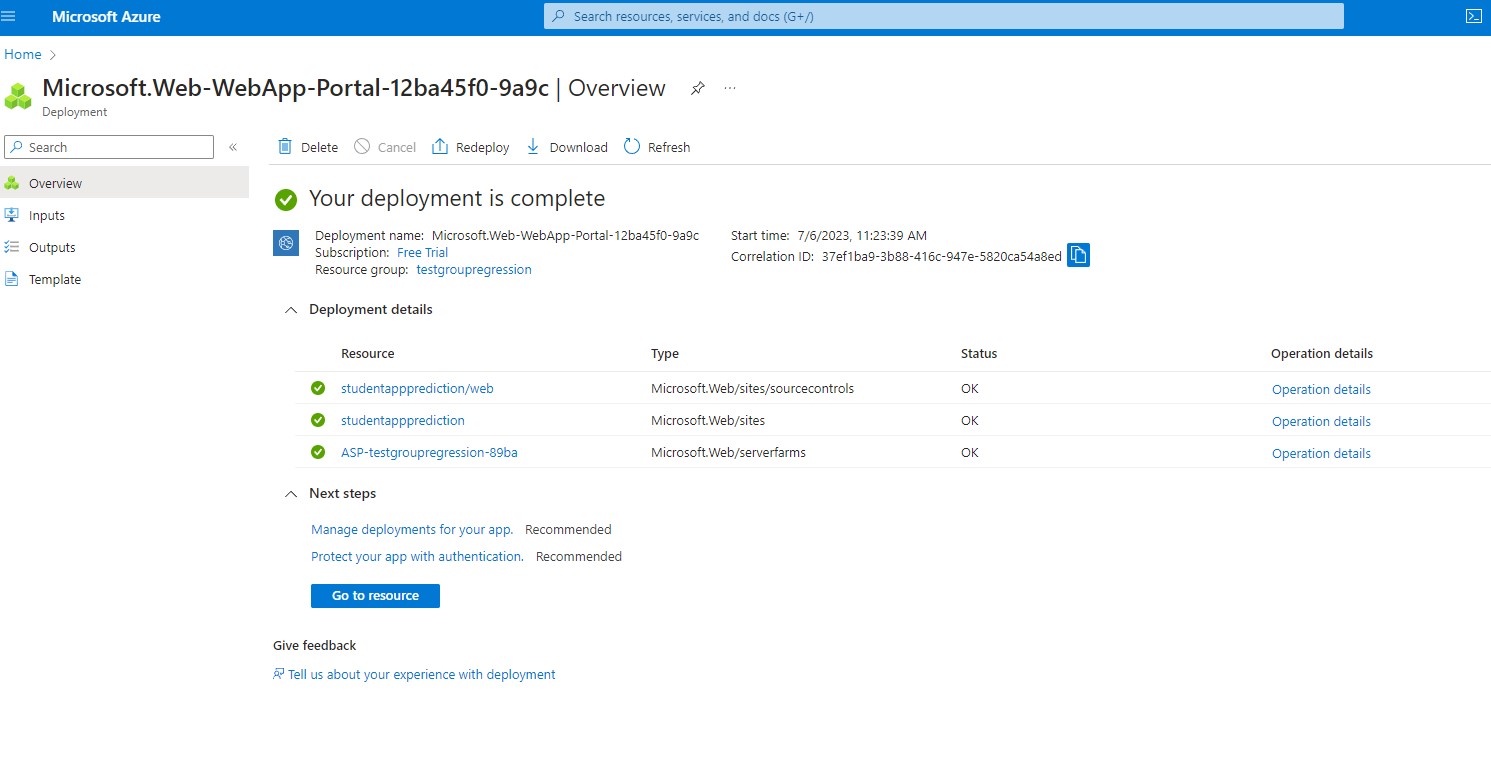 Microsoft Azure
Search resources, services, and docs (G+/)
Home
Microsoft.Web-WebApp-Portal-12ba45f0-9a9c | Overview
Deployment
Search
Delete Cancel Redeploy Download Refresh
Overview
Inputs
Outputs
Template
Your deployment is complete
Deployment name: Microsoft.Web-WebApp-Portal-12ba45f0-9a9c
Subscription: Free Trial
Resource group: testgroupregression
Start time: 7/6/2023, 11:23:39 AM
Correlation ID: 37ef1ba9-3b88-416c-947e-5820ca54a8ed
Deployment details
Resource Type Status Operation details
studentappprediction/web Microsoft.Web/sites/sourcecontrols OK Operation details
studentappprediction Microsoft.Web/sites OK Operation details
ASP-testgroupregression-89ba Microsoft.Web/serverfarms OK Operation details
Next steps
Manage deployments for your app. Recommended
Protect your app with authentication. Recommended
Go to resource
Give feedback
Tell us about your experience with deployment